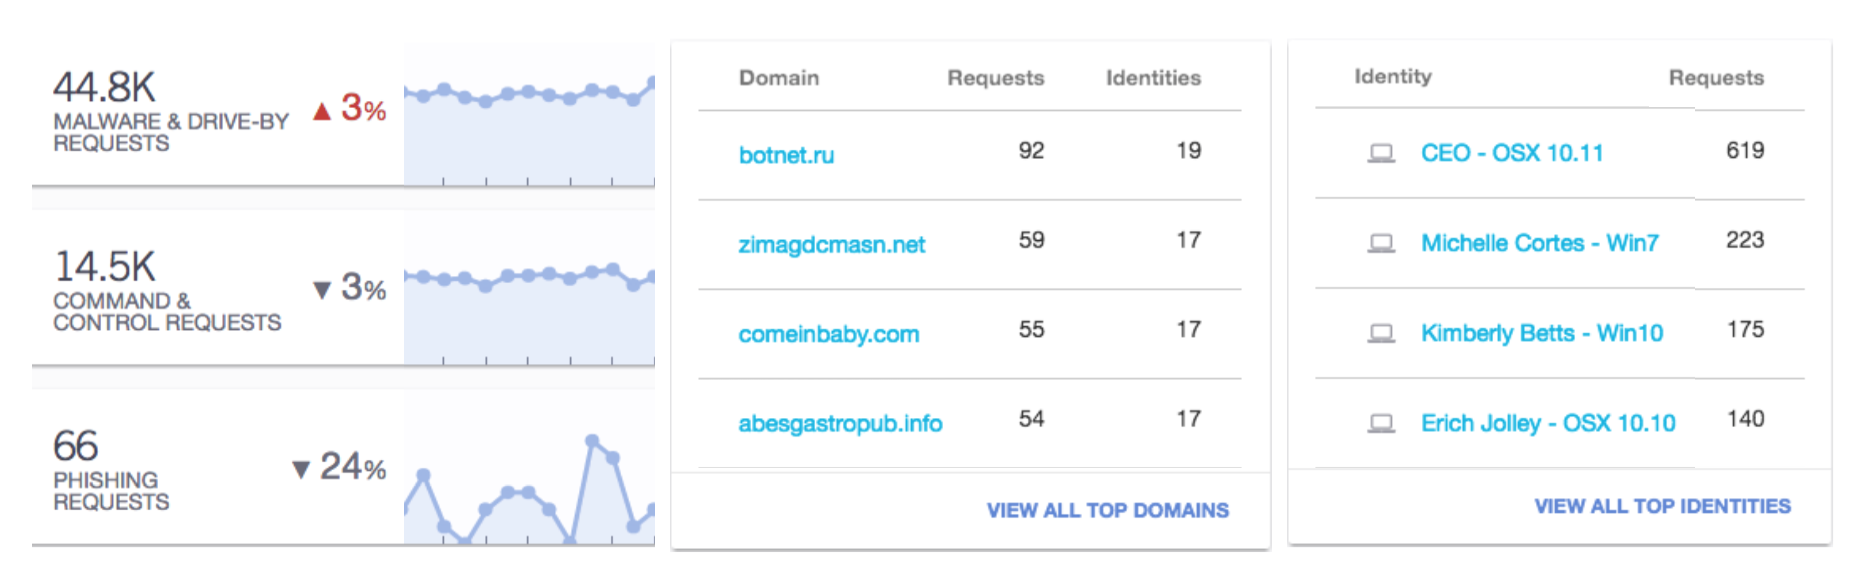 44.8K
MALWARE & DRIVE-BY
REQUESTS
▲ 3%
14.5K
COMMAND &
CONTROL REQUESTS
▼ 3%
66
PHISHING
REQUESTS
▼ 24%
Domain Requests Identities
botnet.ru 92 19
zimagdcmasn.net 59 17
comeinbaby.com 55 17
abesgastropub.info 54 17
VIEW ALL TOP DOMAINS
Identity Requests
CEO - OSX 10.11 619
Michelle Cortes - Win7 223
Kimberly Betts - Win10 175
Erich Jolley - OSX 10.10 140
VIEW ALL TOP IDENTITIES